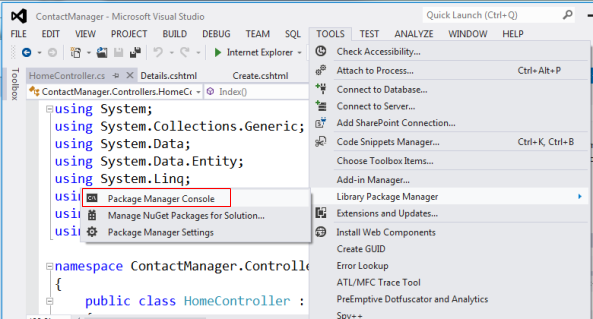 ContactManager - Microsoft Visual Studio
Quick Launch (Ctrl+Q)
FILE EDIT VIEW PROJECT BUILD DEBUG TEAM SQL TOOLS TEST ANALYZE WINDOW HELP
Internet Explorer
Toolbox
HomeController.cs Details.cshtml Create.cshtml
ContactManager.Controllers.HomeCo Index()
using System;
using System.Collections.Generic;
using System.Data;
using System.Data.Entity;
using System.Linq;
usin
usin
usin
namespace ContactManager.Controlle
{
public class HomeController :
Package Manager Console
Manage NuGet Packages for Solution...
Package Manager Settings
Check Accessibility...
Attach to Process... Ctrl+Alt+P
Connect to Database...
Connect to Server...
Add SharePoint Connection...
Code Snippets Manager... Ctrl+K, Ctrl+B
Choose Toolbox Items...
Add-in Manager...
Library Package Manager
Extensions and Updates...
Install Web Components
Create GUID
Error Lookup
ATL/MFC Trace Tool
PreEmptive Dotfuscator and Analytics
Spy++